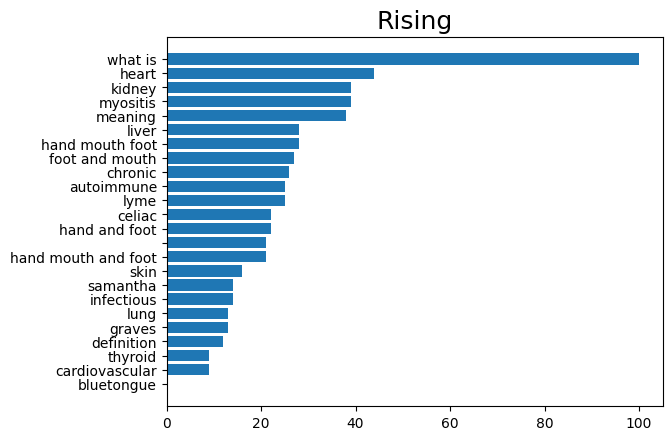 Rising
what is
heart
kidney
myositis
meaning
liver
hand mouth foot
foot and mouth
chronic
autoimmune
lyme
celiac
hand and foot
hand mouth and foot
skin
samantha
infectious
lung
graves
definition
thyroid
cardiovascular
bluetongue
0 20 40 60 80 100